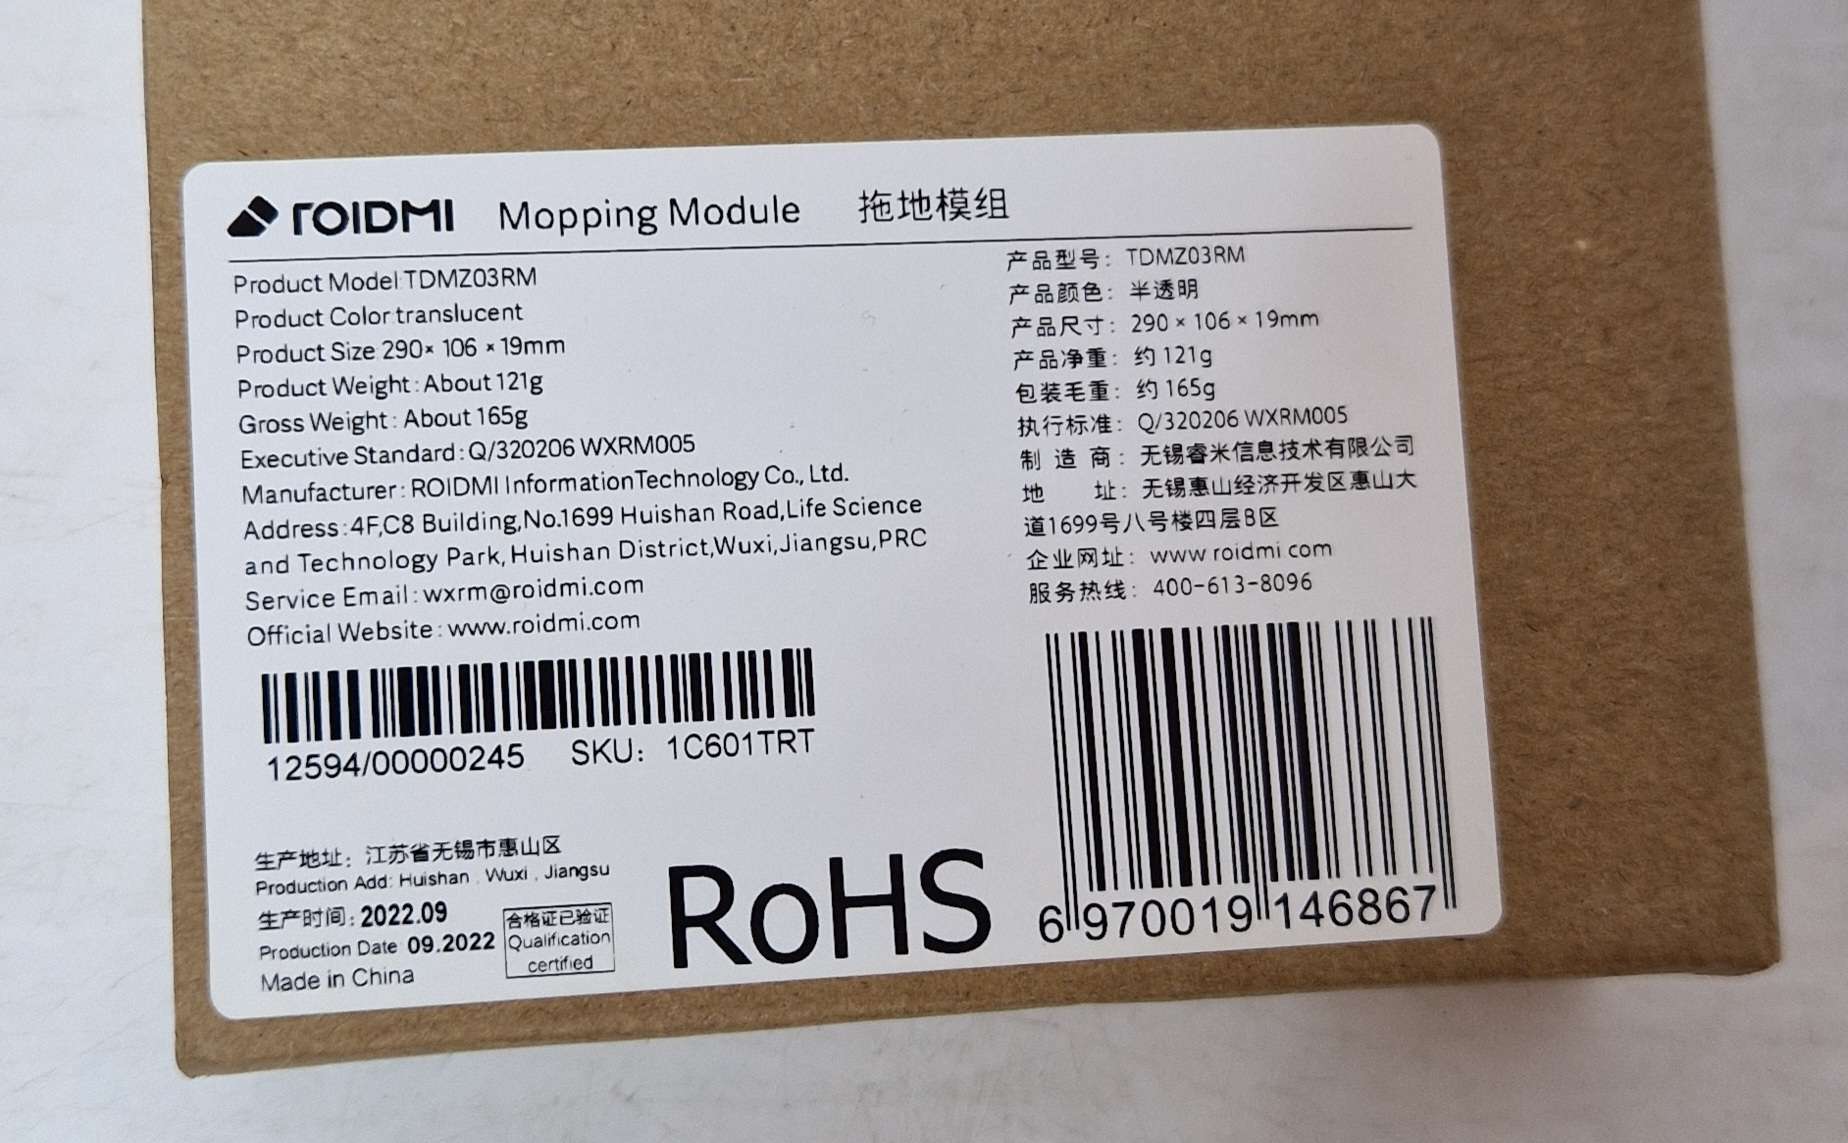 ROIDMI Mopping Module 拖地模组
Product Model:TDMZ03RM
Product Color:translucent
Product Size:290× 106 ×19mm
Product Weight:About 121g
Gross Weight: About 165g
Executive Standard:Q/320206 WXRM005
Manufacturer:ROIDMI Information Technology Co., Ltd.
Address:4F,C8 Building,No.1699 Huishan Road,Life Science
and Technology Park,Huishan District,Wuxi,Jiangsu,PRC
Service Email:wxrm@roidmi.com
Official Website:www.roidmi.com
产品型号：TDMZ03RM
产品颜色：半透明
产品尺寸：290×106×19mm
产品净重：约 121g
包装毛重：约 165g
执行标准：Q/320206 WXRM005
制 造 商：无锡睿米信息技术有限公司
地 址：无锡惠山经济开发区惠山大
道1699号八号楼四层B区
企业网址：www.roidmi.com
服务热线：400-613-8096
12594/00000245 SKU：1C601TRT
生产地址：江苏省无锡市惠山区
Production Add: Huishan , Wuxi , Jiangsu
生产时间：2022.09
Production Date 09.2022
Made in China
合格证已验证
Qualification
certified
RoHS
6 970019 146867